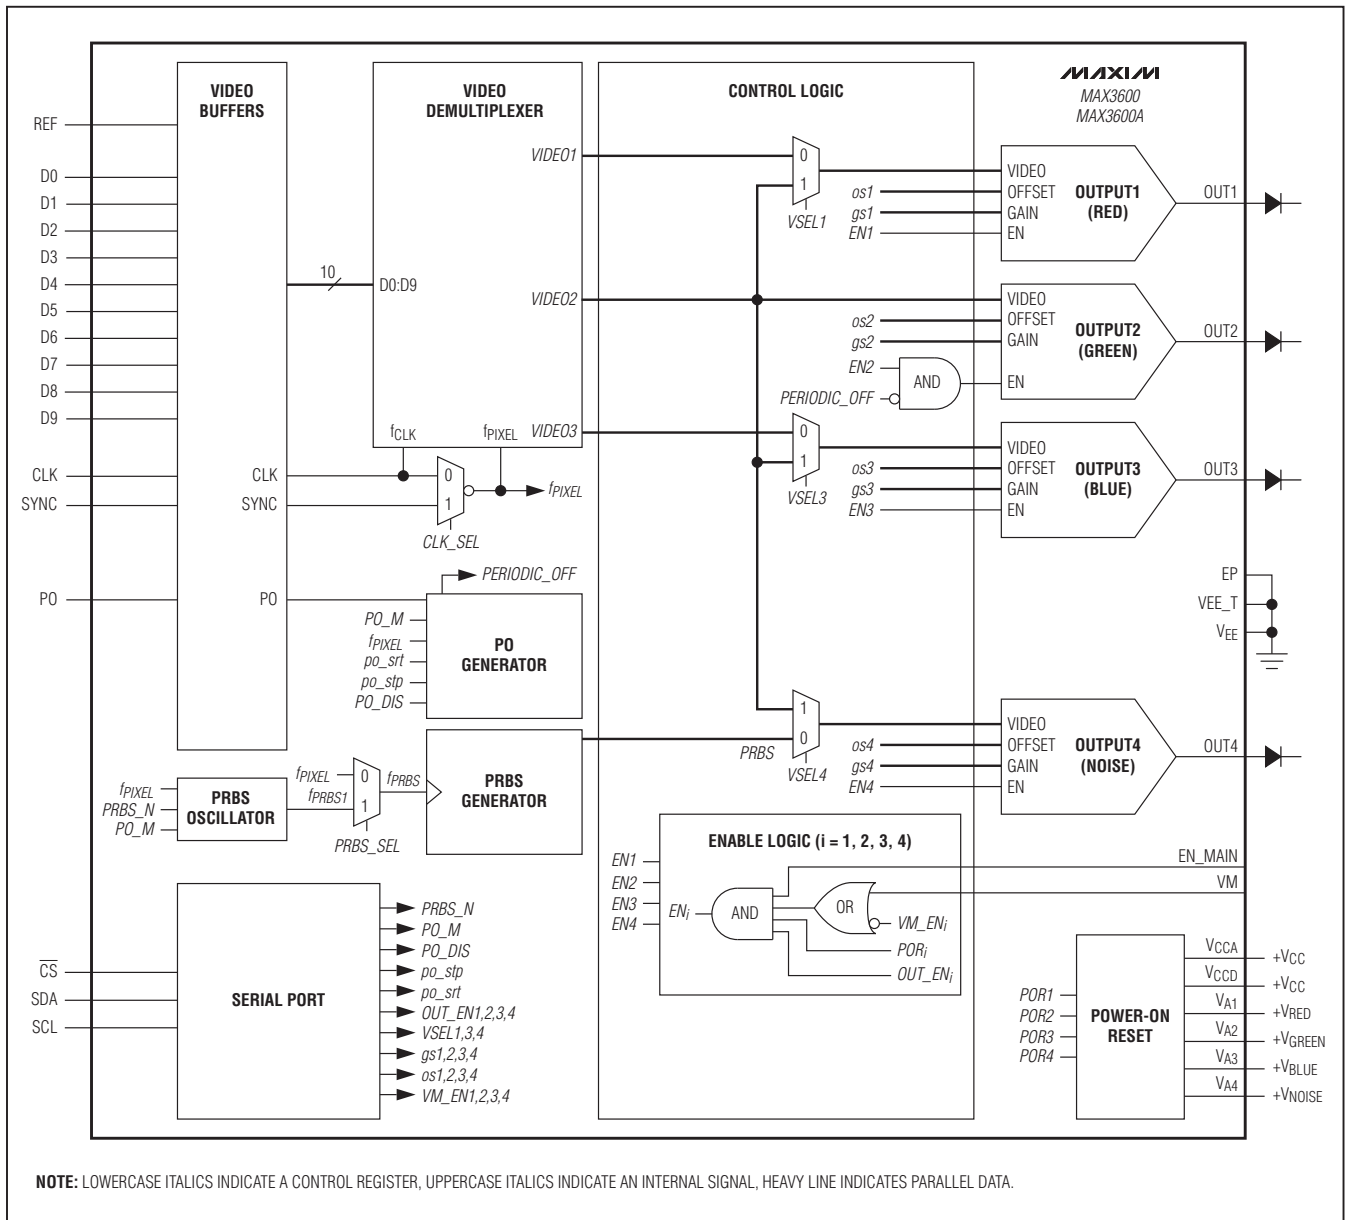 VIDEO
BUFFERS
REF
D0
D1
D2
D3
D4
D5
D6
D7
D8
D9
CLK
SYNC
PO
CLK
SYNC
PO
10
VIDEO
DEMULTIPLEXER
D0:D9
VIDEO1
VIDEO2
VIDEO3
fCLK
fPIXEL
0
1
CLK_SEL
fPIXEL
PERIODIC_OFF
PO_M
fPIXEL
po_srt
po_stp
PO_DIS
PO
GENERATOR
fPIXEL
PRBS_N
PO_M
PRBS
OSCILLATOR
fPIXEL
fPRBS1
0
1
PRBS_SEL
fPRBS
PRBS
GENERATOR
CS
SDA
SCL
SERIAL PORT
PRBS_N
PO_M
PO_DIS
po_stp
po_srt
OUT_EN1,2,3,4
VSEL1,3,4
gs1,2,3,4
os1,2,3,4
VM_EN1,2,3,4
CONTROL LOGIC
0
1
VSEL1
os1
gs1
EN1
os2
gs2
EN2
PERIODIC_OFF
AND
0
1
VSEL3
os3
gs3
EN3
PRBS
1
0
VSEL4
os4
gs4
EN4
ENABLE LOGIC (i = 1, 2, 3, 4)
EN1
EN2
EN3
EN4
ENi
AND
OR
VM_ENi
PORi
OUT_ENi
MAXIM
MAX3600
MAX3600A
VIDEO
OFFSET
GAIN
EN
OUTPUT1
(RED)
OUT1
VIDEO
OFFSET
GAIN
EN
OUTPUT2
(GREEN)
OUT2
VIDEO
OFFSET
GAIN
EN
OUTPUT3
(BLUE)
OUT3
EP
VEE_T
VEE
VIDEO
OFFSET
GAIN
EN
OUTPUT4
(NOISE)
OUT4
EN_MAIN
VM
POR1
POR2
POR3
POR4
POWER-ON
RESET
VCCA
VCCD
VA1
VA2
VA3
VA4
+VCC
+VCC
+VRED
+VGREEN
+VBLUE
+VNOISE
NOTE: LOWERCASE ITALICS INDICATE A CONTROL REGISTER, UPPERCASE ITALICS INDICATE AN INTERNAL SIGNAL, HEAVY LINE INDICATES PARALLEL DATA.